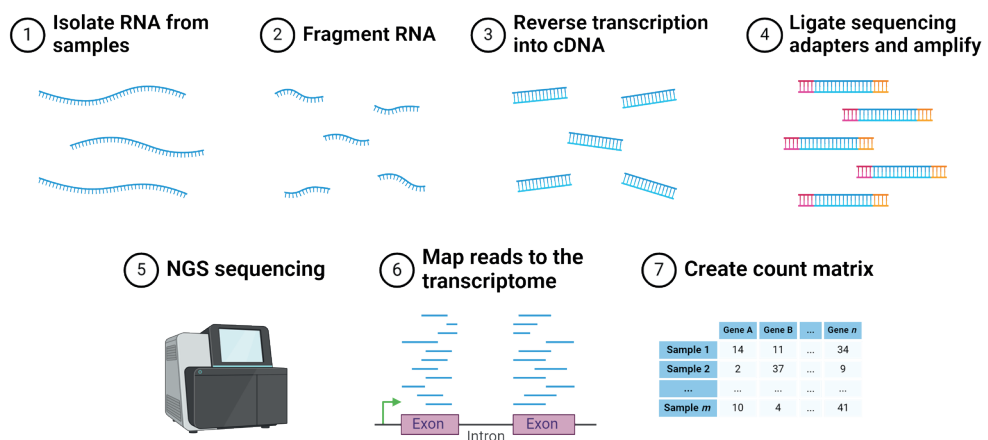 1 Isolate RNA from
samples
2 Fragment RNA
3 Reverse transcription
into cDNA
4 Ligate sequencing
adapters and amplify
5 NGS sequencing
6 Map reads to the
transcriptome
7 Create count matrix
Gene A Gene B ... Gene n
Sample 1 14 11 ... 34
Sample 2 2 37 ... 9
... ... ... ... ...
Sample m 10 4 ... 41
Exon Exon
Intron